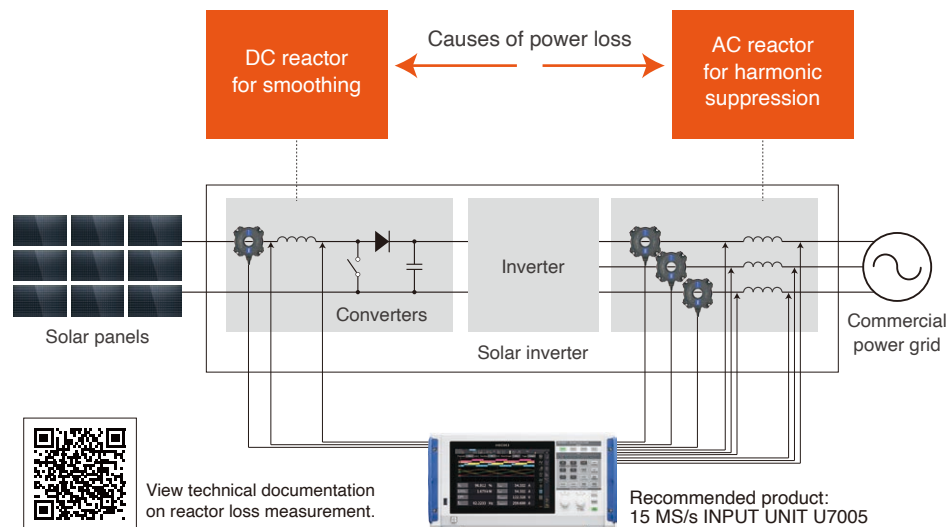 DC reactor
for smoothing
Causes of power loss
AC reactor
for harmonic
suppression
Solar panels
Converters
Inverter
Solar inverter
Commercial
power grid
View technical documentation
on reactor loss measurement.
HIOKI
Recommended product:
15 MS/s INPUT UNIT U7005